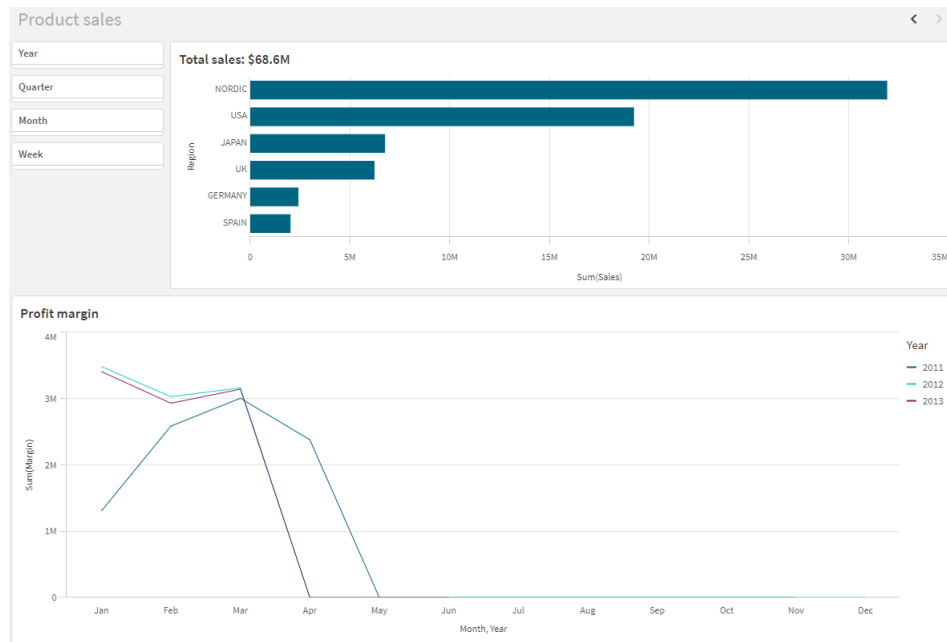 Product sales
Year
Quarter
Month
Week
Total sales: $68.6M
Region
NORDIC
USA
JAPAN
UK
GERMANY
SPAIN
0 5M 10M 15M 20M 25M 30M 35M
Sum(Sales)
Profit margin
Sum(Margin)
4M
3M
2M
1M
0
Jan Feb Mar Apr May Jun Jul Aug Sep Oct Nov Dec
Month, Year
Year
2011
2012
2013